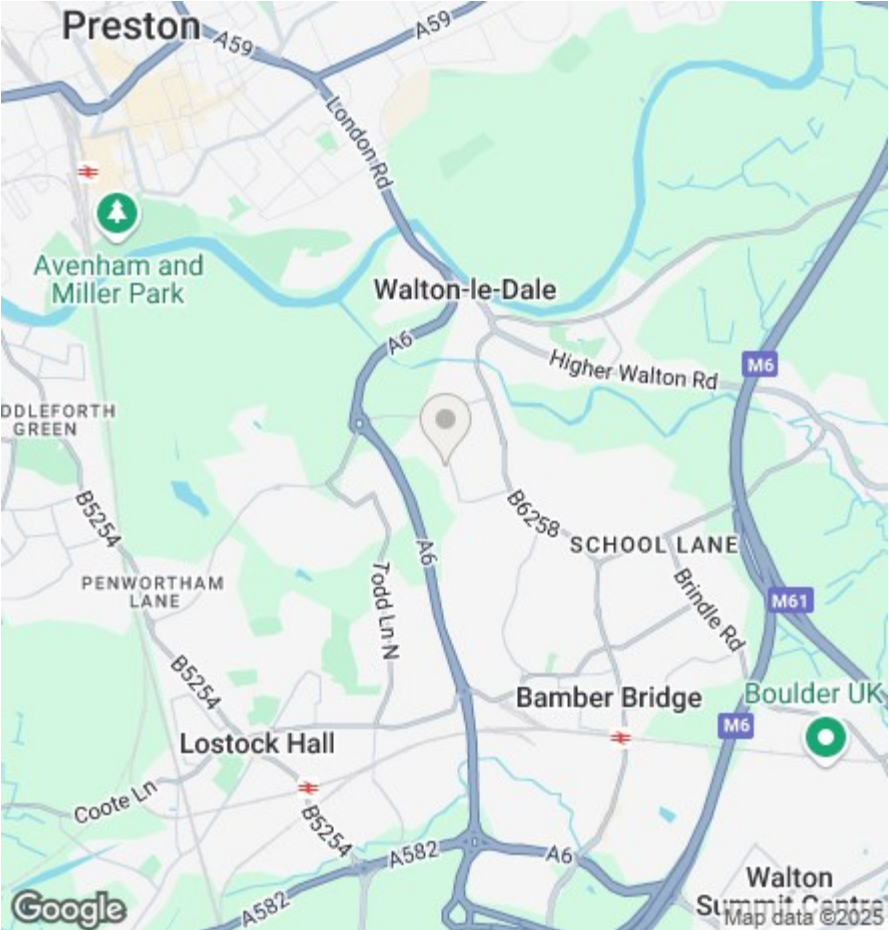 Preston
A59
A59
London Rd
Avenham and
Miller Park
Walton-le-Dale
A6
Higher Walton Rd
M6
DDLEFORTH
GREEN
B5254
B6258
SCHOOL LANE
A6
PENWORTHAM
LANE
Todd Ln N
Brindle Rd
M61
B5254
Bamber Bridge
Boulder UK
M6
Lostock Hall
Coote Ln
B5254
A582
A6
A582
Walton
Summit Centre
Google
Map data ©2025